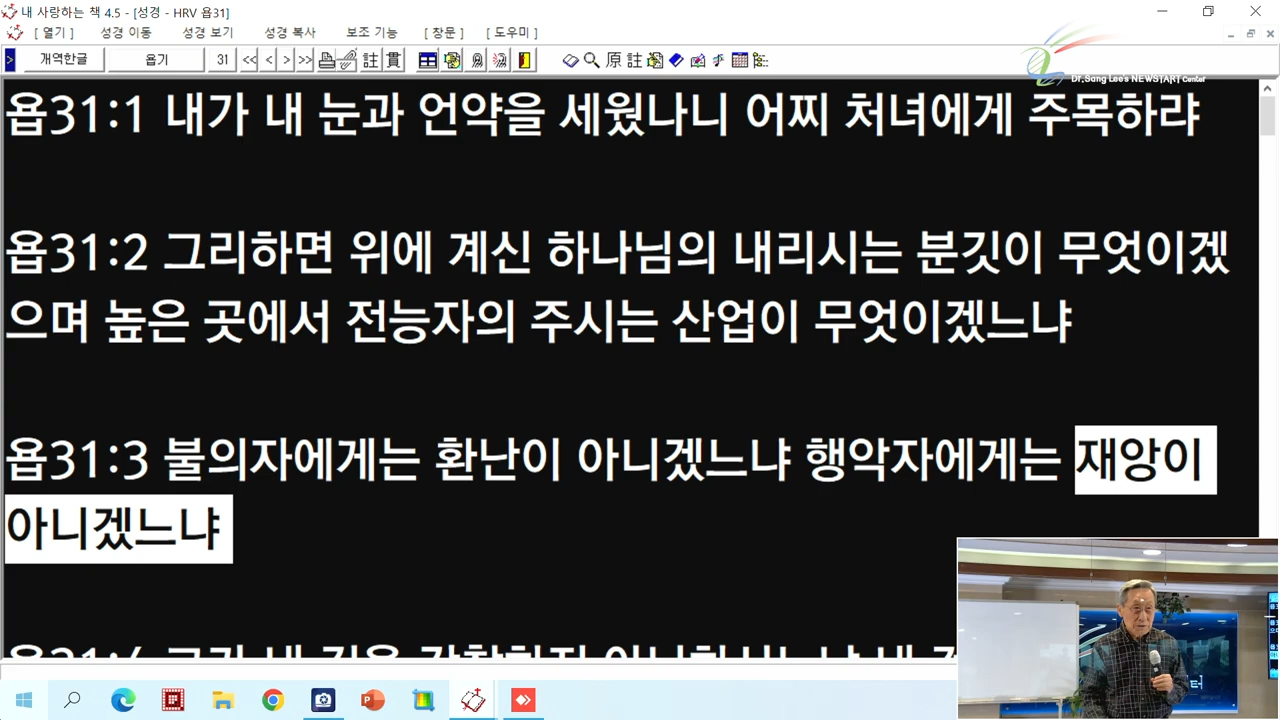 내 사랑하는 책 4.5 - [성경 - HRV 욥31]
[ 열기 ] 성경 이동 성경 보기 성경 복사 보조 기능 [ 창문 ] [ 도우미 ]
> 개역한글 욥기 31 << < > >> 註 貫 原 註
Dr.Sang Lee's NEWSTART Center
욥31:1 내가 내 눈과 언약을 세웠나니 어찌 처녀에게 주목하랴
욥31:2 그리하면 위에 계신 하나님의 내리시는 분깃이 무엇이겠
으며 높은 곳에서 전능자의 주시는 산업이 무엇이겠느냐
욥31:3 불의자에게는 환난이 아니겠느냐 행악자에게는 재앙이
아니겠느냐